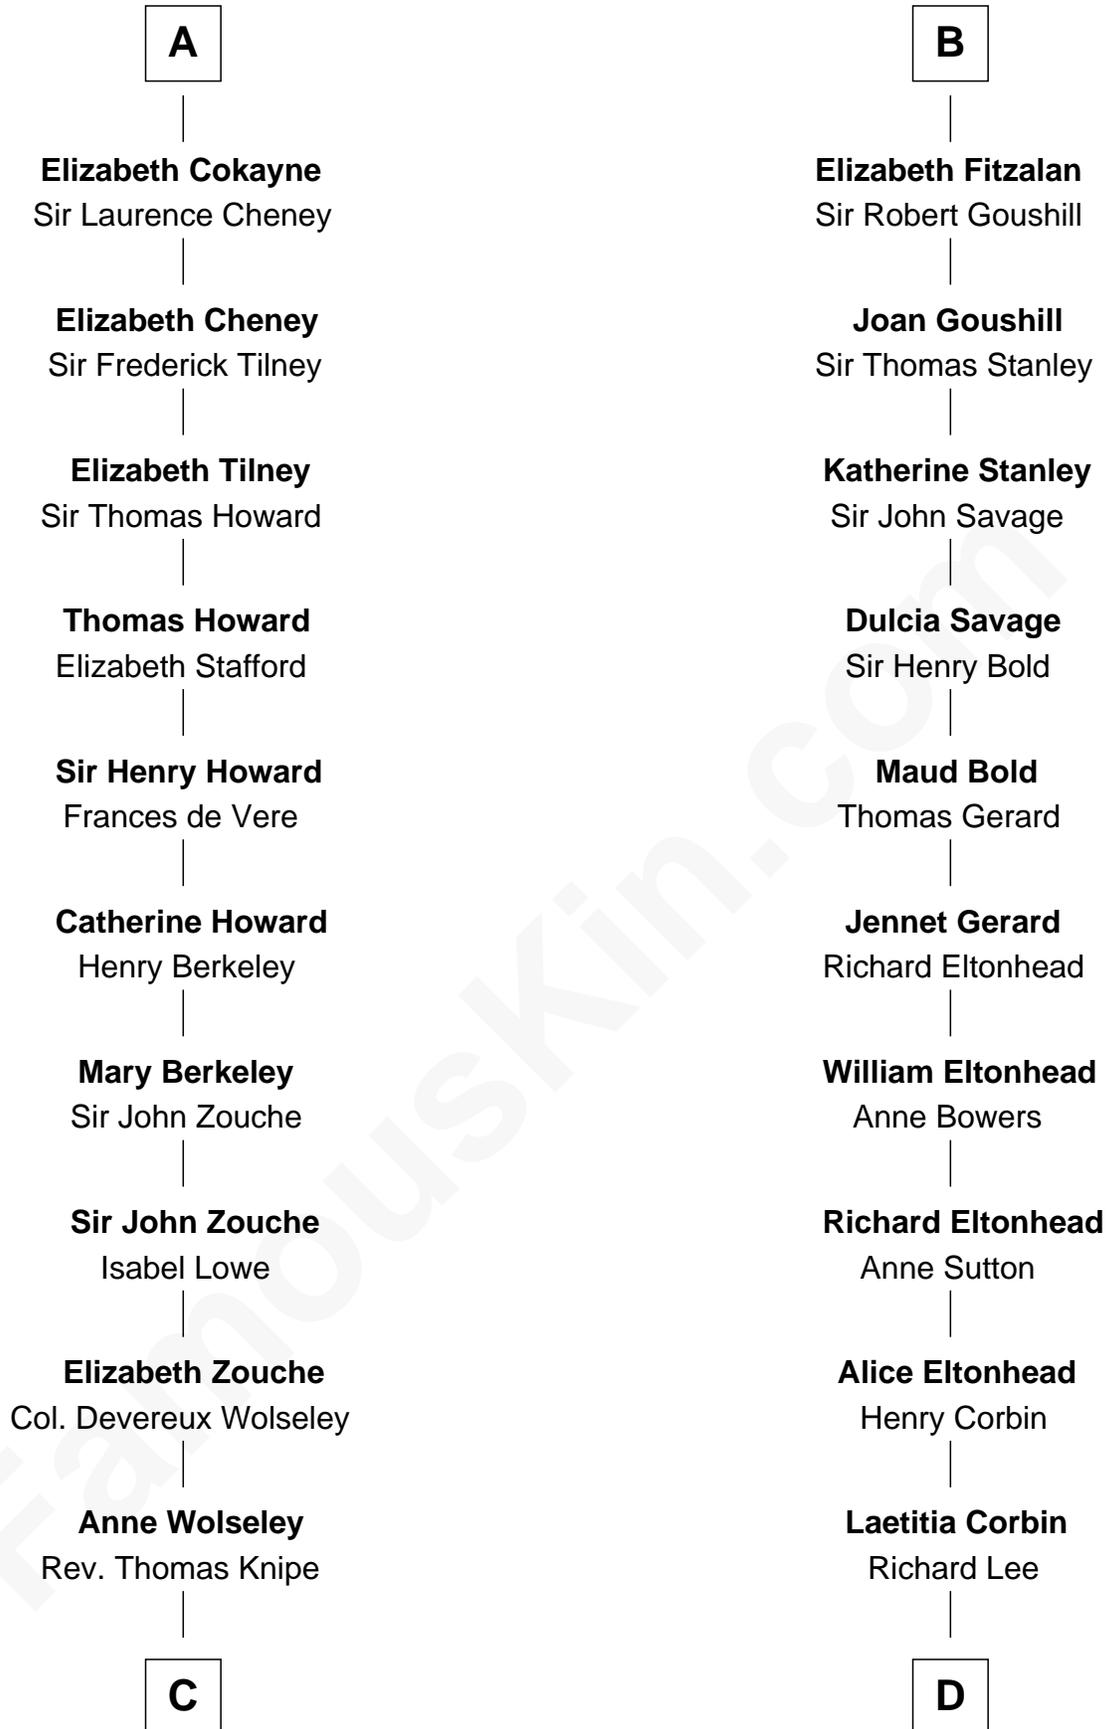 A
Elizabeth Cokayne
Sir Laurence Cheney
Elizabeth Cheney
Sir Frederick Tilney
Elizabeth Tilney
Sir Thomas Howard
Thomas Howard
Elizabeth Stafford
Sir Henry Howard
Frances de Vere
Catherine Howard
Henry Berkeley
Mary Berkeley
Sir John Zouche
Sir John Zouche
Isabel Lowe
Elizabeth Zouche
Col. Devereux Wolseley
Anne Wolseley
Rev. Thomas Knipe
C
B
Elizabeth Fitzalan
Sir Robert Goushill
Joan Goushill
Sir Thomas Stanley
Katherine Stanley
Sir John Savage
Dulcia Savage
Sir Henry Bold
Maud Bold
Thomas Gerard
Jennet Gerard
Richard Eltonhead
William Eltonhead
Anne Bowers
Richard Eltonhead
Anne Sutton
Alice Eltonhead
Henry Corbin
Laetitia Corbin
Richard Lee
D
FamousKin.com